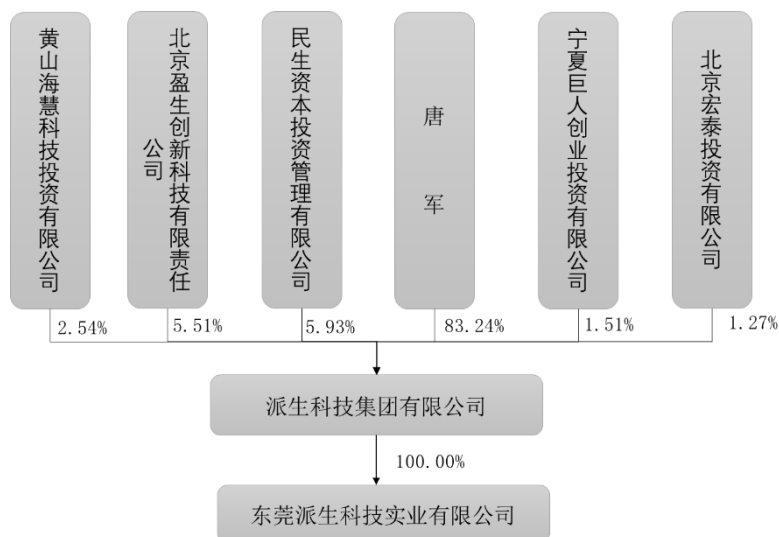 黄山海慧科技投资有限公司
北京盈生创新科技有限责任
公司
民生资本投资管理有限公司
唐军
宁夏巨人创业投资有限公司
北京宏泰投资有限公司
2.54%
5.51%
5.93%
83.24%
1.51%
1.27%
派生科技集团有限公司
100.00%
东莞派生科技实业有限公司